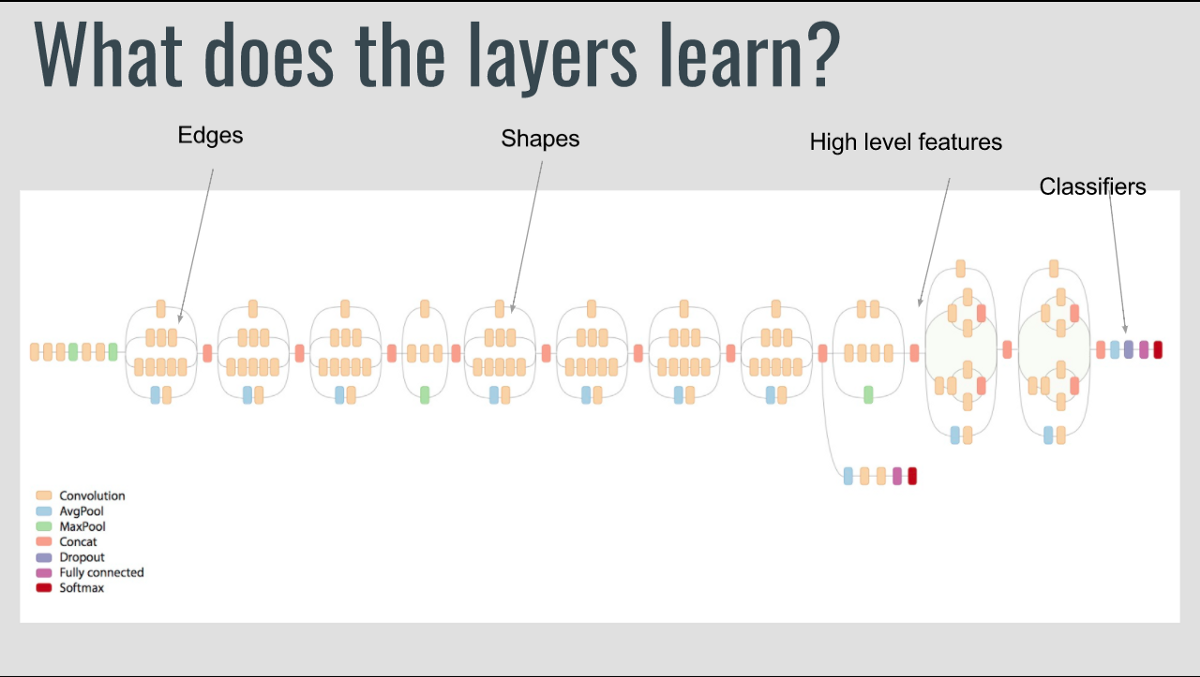 What does the layers learn?
Edges
Shapes
High level features
Classifiers
Convolution
AvgPool
MaxPool
Concat
Dropout
Fully connected
Softmax